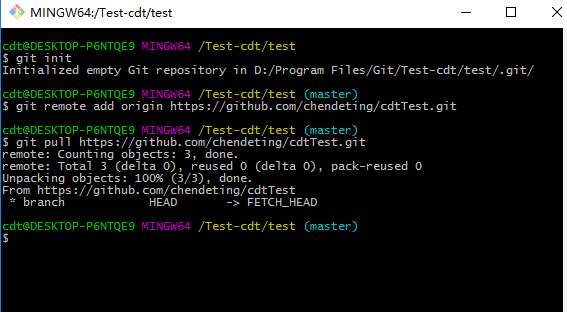 MINGW64:/Test-cdt/test
cdt@DESKTOP-P6NTQE9 MINGW64 /Test-cdt/test
$ git init
Initialized empty Git repository in D:/Program Files/Git/Test-cdt/test/.git/
cdt@DESKTOP-P6NTQE9 MINGW64 /Test-cdt/test (master)
$ git remote add origin https://github.com/chendeting/cdtTest.git
cdt@DESKTOP-P6NTQE9 MINGW64 /Test-cdt/test (master)
$ git pull https://github.com/chendeting/cdtTest.git
remote: Counting objects: 3, done.
remote: Total 3 (delta 0), reused 0 (delta 0), pack-reused 0
Unpacking objects: 100% (3/3), done.
From https://github.com/chendeting/cdtTest
 * branch            HEAD       -> FETCH_HEAD
cdt@DESKTOP-P6NTQE9 MINGW64 /Test-cdt/test (master)
$